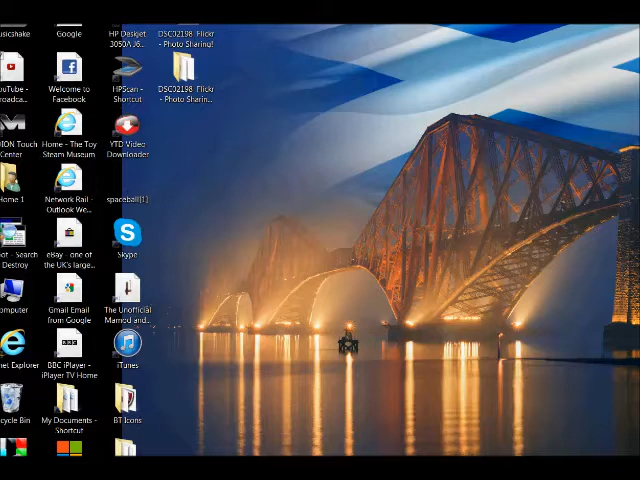 usicshake
Google
HP Deskjet
3050A J6...
DSC02198 Flickr
- Photo Sharing!
ouTube -
roadca...
Welcome to
Facebook
HPScan -
Shortcut
DSC02198 Flickr
- Photo Sharin...
DION Touch
Center
Home - The Toy
Steam Museum
YTD Video
Downloader
Home 1
Network Rail -
Outlook We...
spaceball[1]
ot - Search
Destroy
eBay - one of
the UK's large...
Skype
omputer
Gmail Email
from Google
The Unofficial
Mamod and...
net Explorer
BBC iPlayer -
iPlayer TV Home
iTunes
cycle Bin
My Documents -
Shortcut
BT Icons